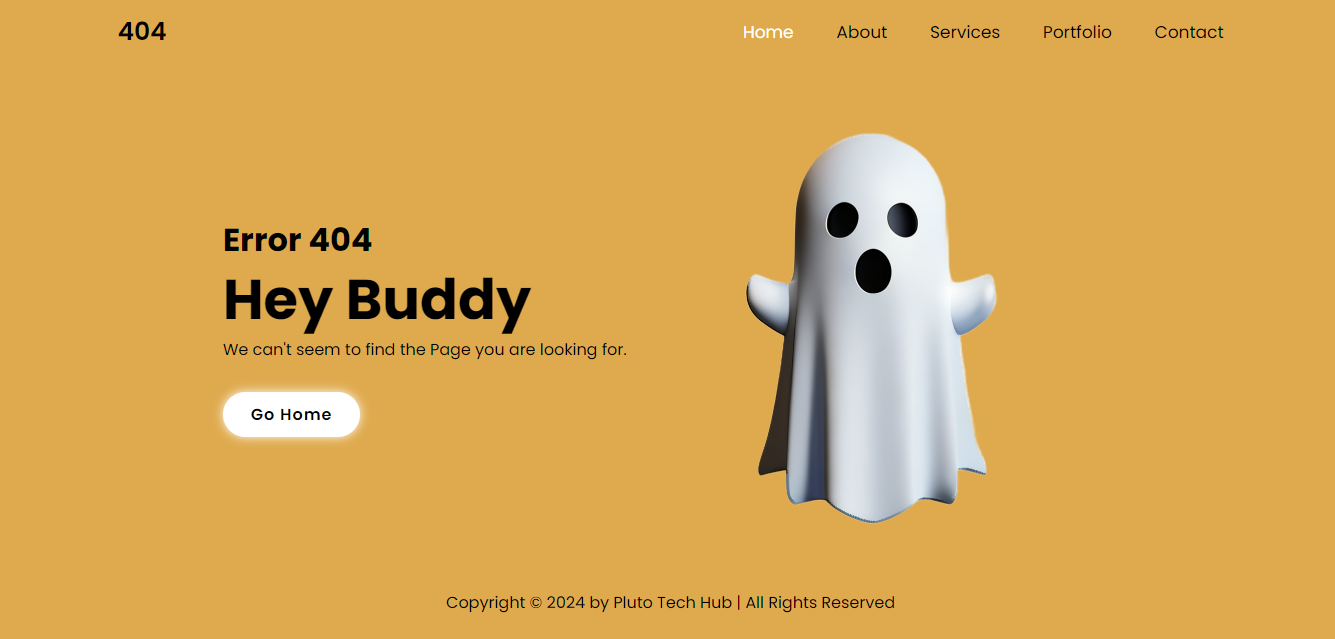 404
Home About Services Portfolio Contact
Error 404
Hey Buddy
We can't seem to find the Page you are looking for.
Go Home
Copyright © 2024 by Pluto Tech Hub | All Rights Reserved